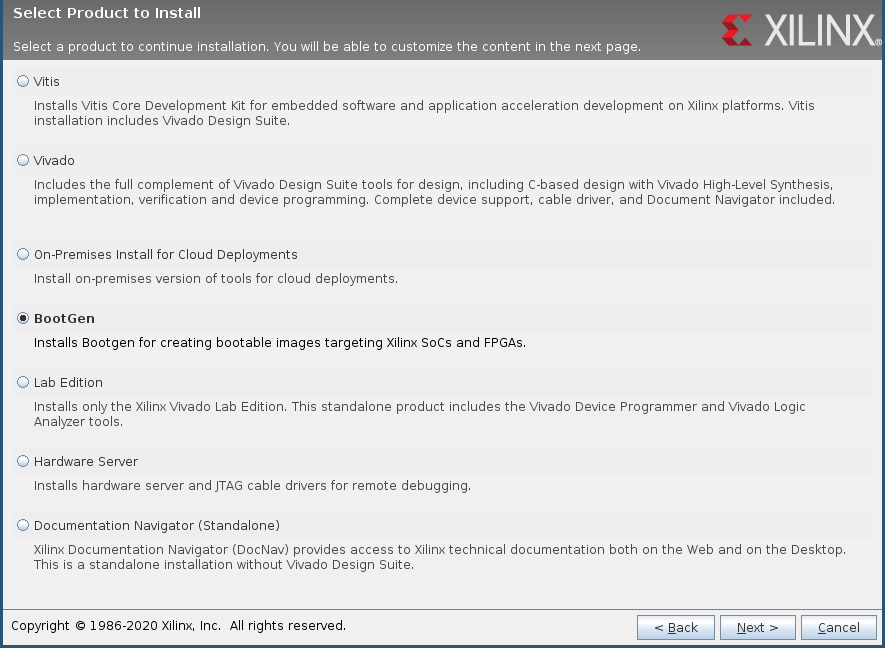 Select Product to Install
Select a product to continue installation. You will be able to customize the content in the next page.
XILINX®
Vitis
Installs Vitis Core Development Kit for embedded software and application acceleration development on Xilinx platforms. Vitis
installation includes Vivado Design Suite.
Vivado
Includes the full complement of Vivado Design Suite tools for design, including C-based design with Vivado High-Level Synthesis,
implementation, verification and device programming. Complete device support, cable driver, and Document Navigator included.
On-Premises Install for Cloud Deployments
Install on-premises version of tools for cloud deployments.
BootGen
Installs Bootgen for creating bootable images targeting Xilinx SoCs and FPGAs.
Lab Edition
Installs only the Xilinx Vivado Lab Edition. This standalone product includes the Vivado Device Programmer and Vivado Logic
Analyzer tools.
Hardware Server
Installs hardware server and JTAG cable drivers for remote debugging.
Documentation Navigator (Standalone)
Xilinx Documentation Navigator (DocNav) provides access to Xilinx technical documentation both on the Web and on the Desktop.
This is a standalone installation without Vivado Design Suite.
Copyright © 1986-2020 Xilinx, Inc. All rights reserved.
< Back
Next >
Cancel